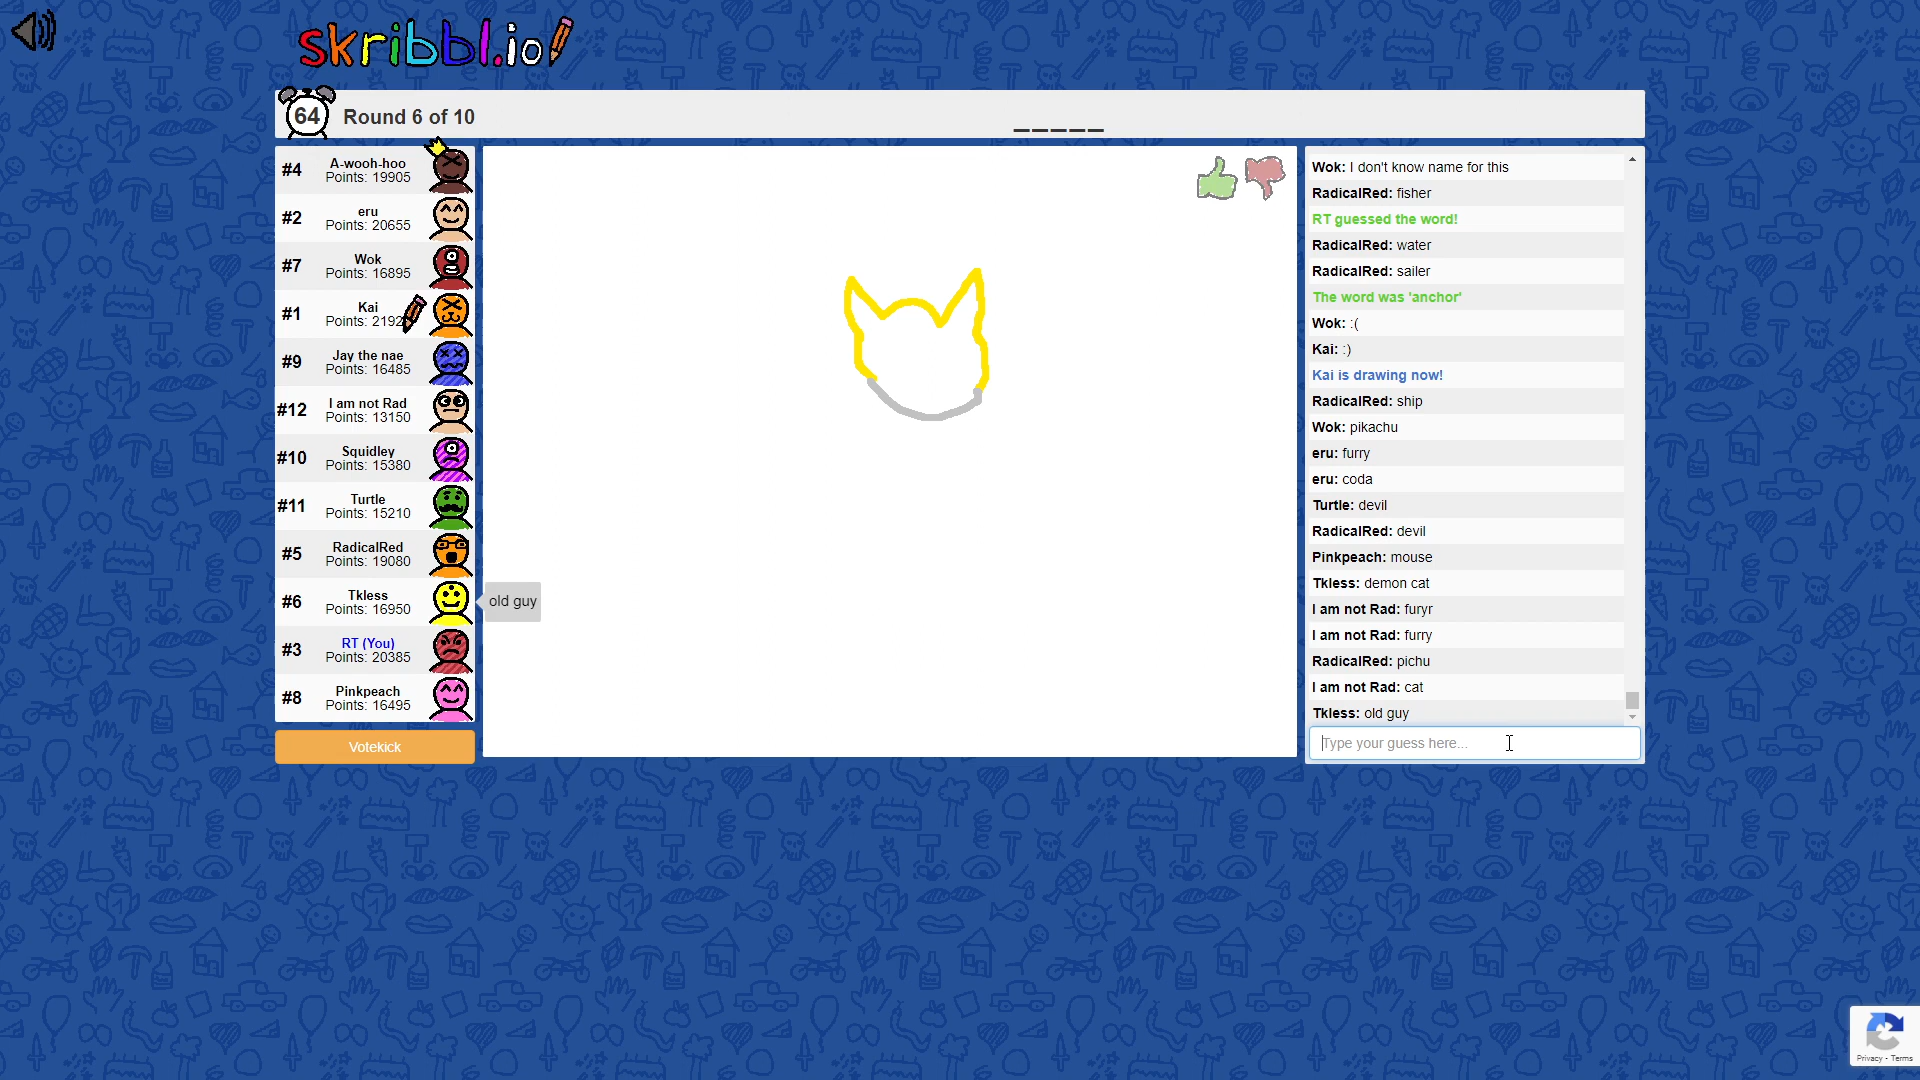 skribbl.io
64
Round 6 of 10
_____
#4
A-wooh-hoo
Points: 19905
#2
eru
Points: 20655
#7
Wok
Points: 16895
#1
Kai
Points: 2192
#9
Jay the nae
Points: 16485
#12
I am not Rad
Points: 13150
#10
Squidley
Points: 15380
#11
Turtle
Points: 15210
#5
RadicalRed
Points: 19080
#6
Tkless
Points: 16950
#3
RT (You)
Points: 20385
#8
Pinkpeach
Points: 16495
Votekick
old guy
Wok: I don't know name for this
RadicalRed: fisher
RT guessed the word!
RadicalRed: water
RadicalRed: sailer
The word was 'anchor'
Wok: :(
Kai: :)
Kai is drawing now!
RadicalRed: ship
Wok: pikachu
eru: furry
eru: coda
Turtle: devil
RadicalRed: devil
Pinkpeach: mouse
Tkless: demon cat
I am not Rad: furyr
I am not Rad: furry
RadicalRed: pichu
I am not Rad: cat
Tkless: old guy
Type your guess here...
Privacy - Terms